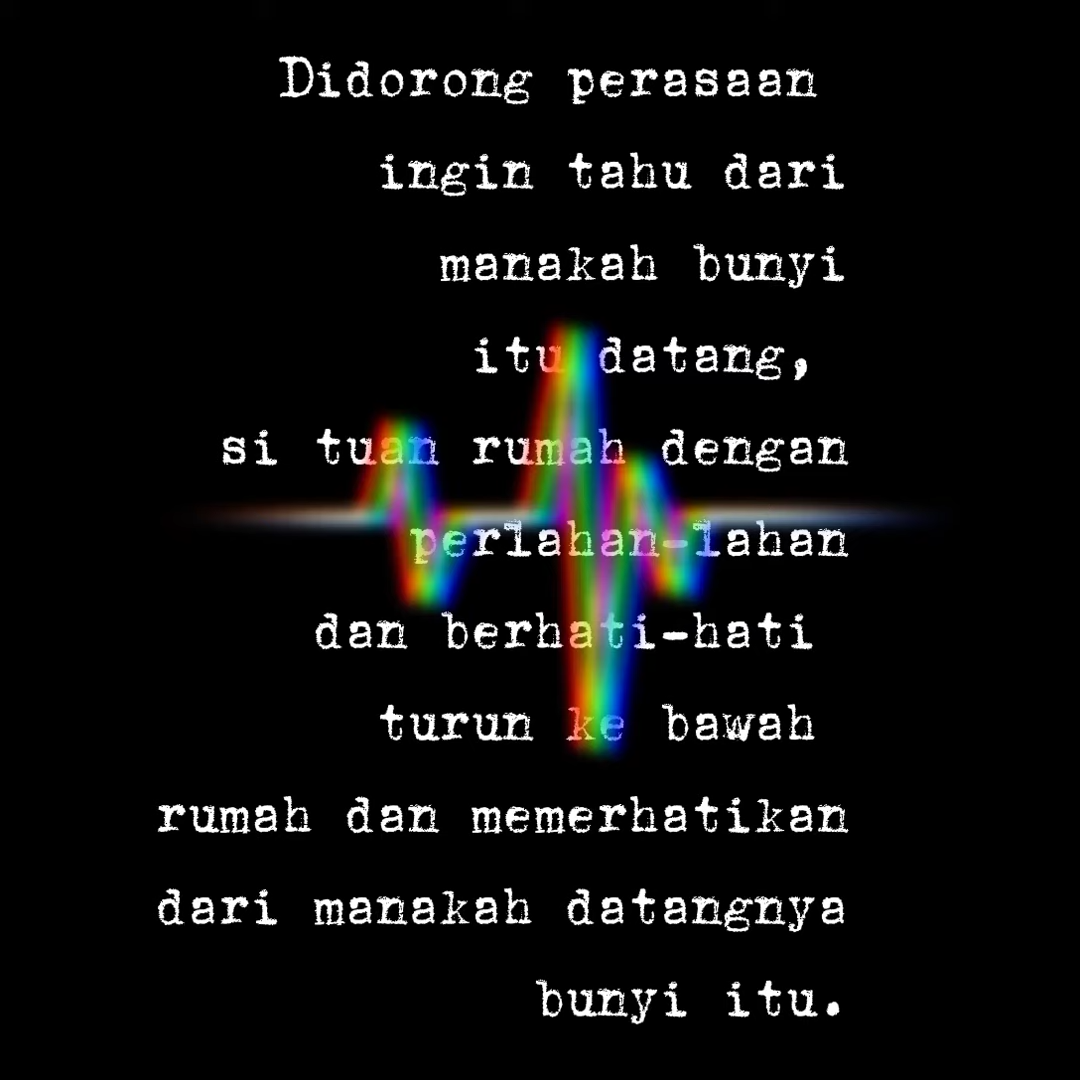 Didorong perasaan
ingin tahu dari
manakah bunyi
itu datang,
si tuan rumah dengan
perlahan-lahan
dan berhati-hati
turun ke bawah
rumah dan memerhatikan
dari manakah datangnya
bunyi itu.